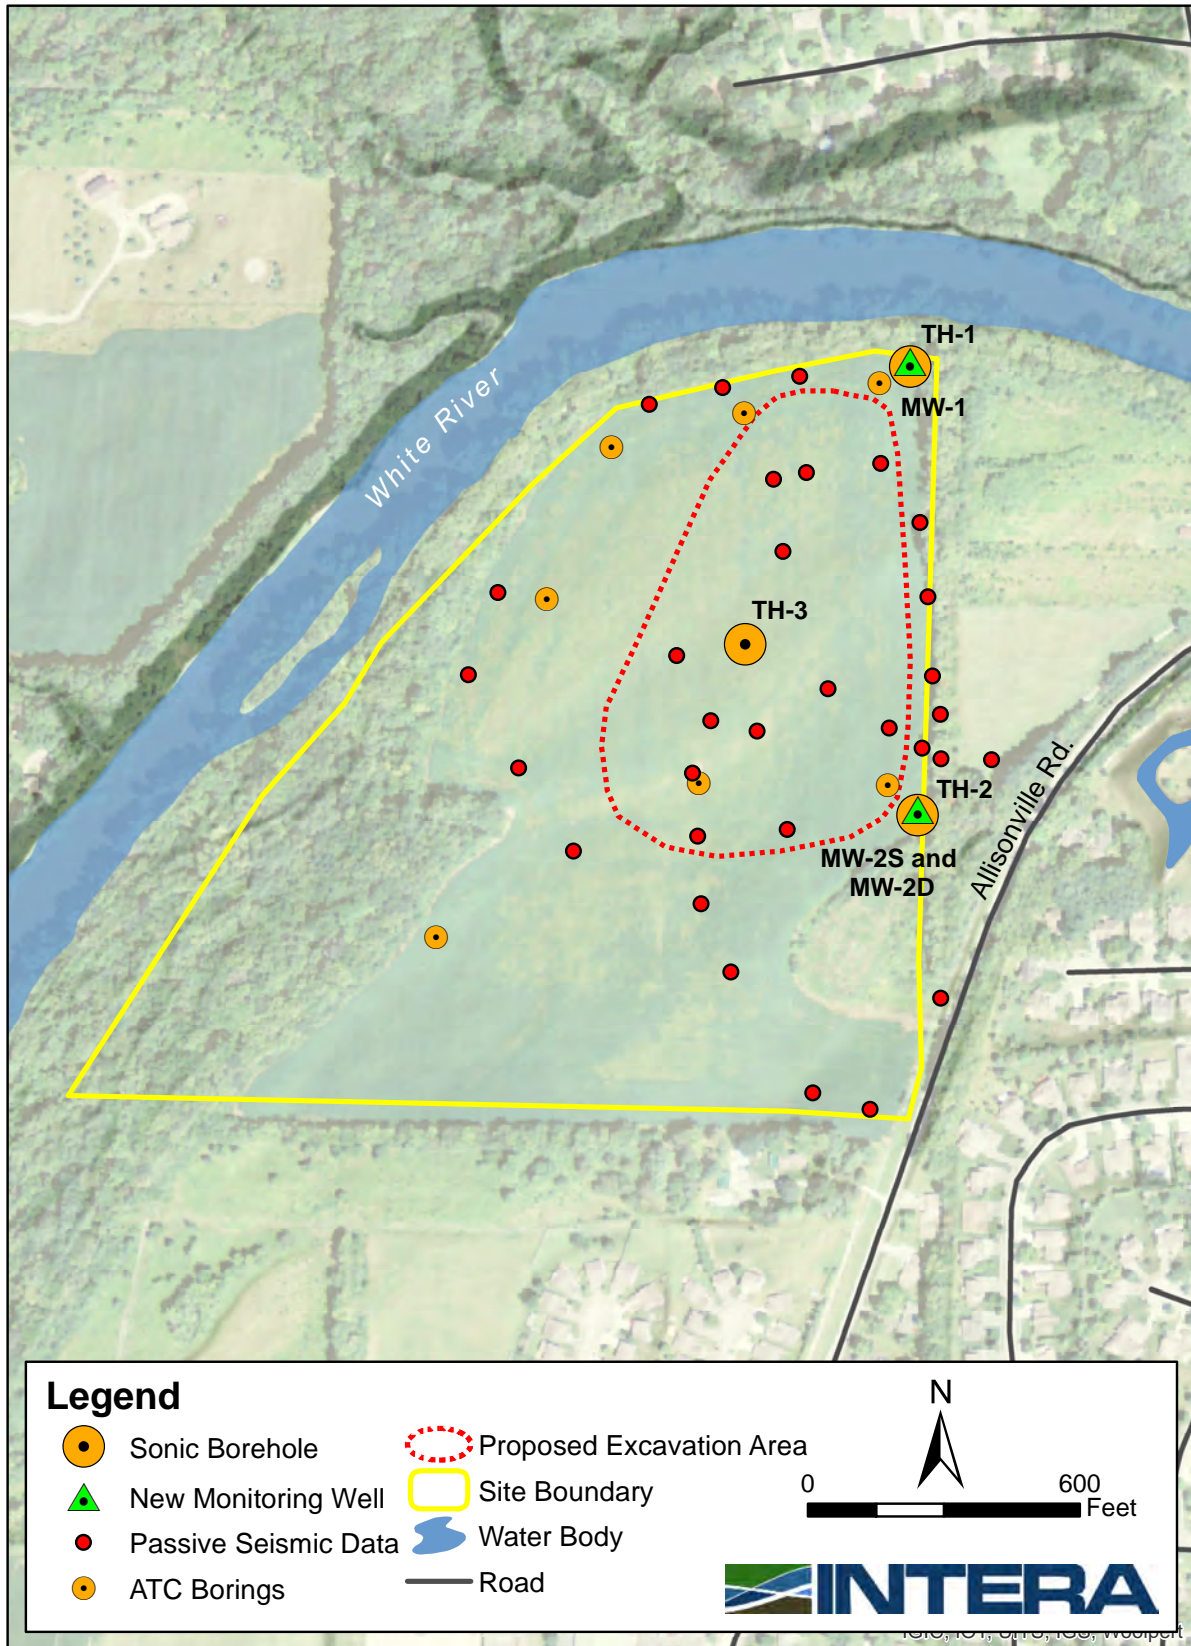 TH-1
MW-1
White River
TH-3
Allisonville Rd.
TH-2
MW-2S and
MW-2D
Legend
Sonic Borehole
New Monitoring Well
Passive Seismic Data
ATC Borings
Proposed Excavation Area
Site Boundary
Water Body
Road
N
0 600
Feet
INTERA